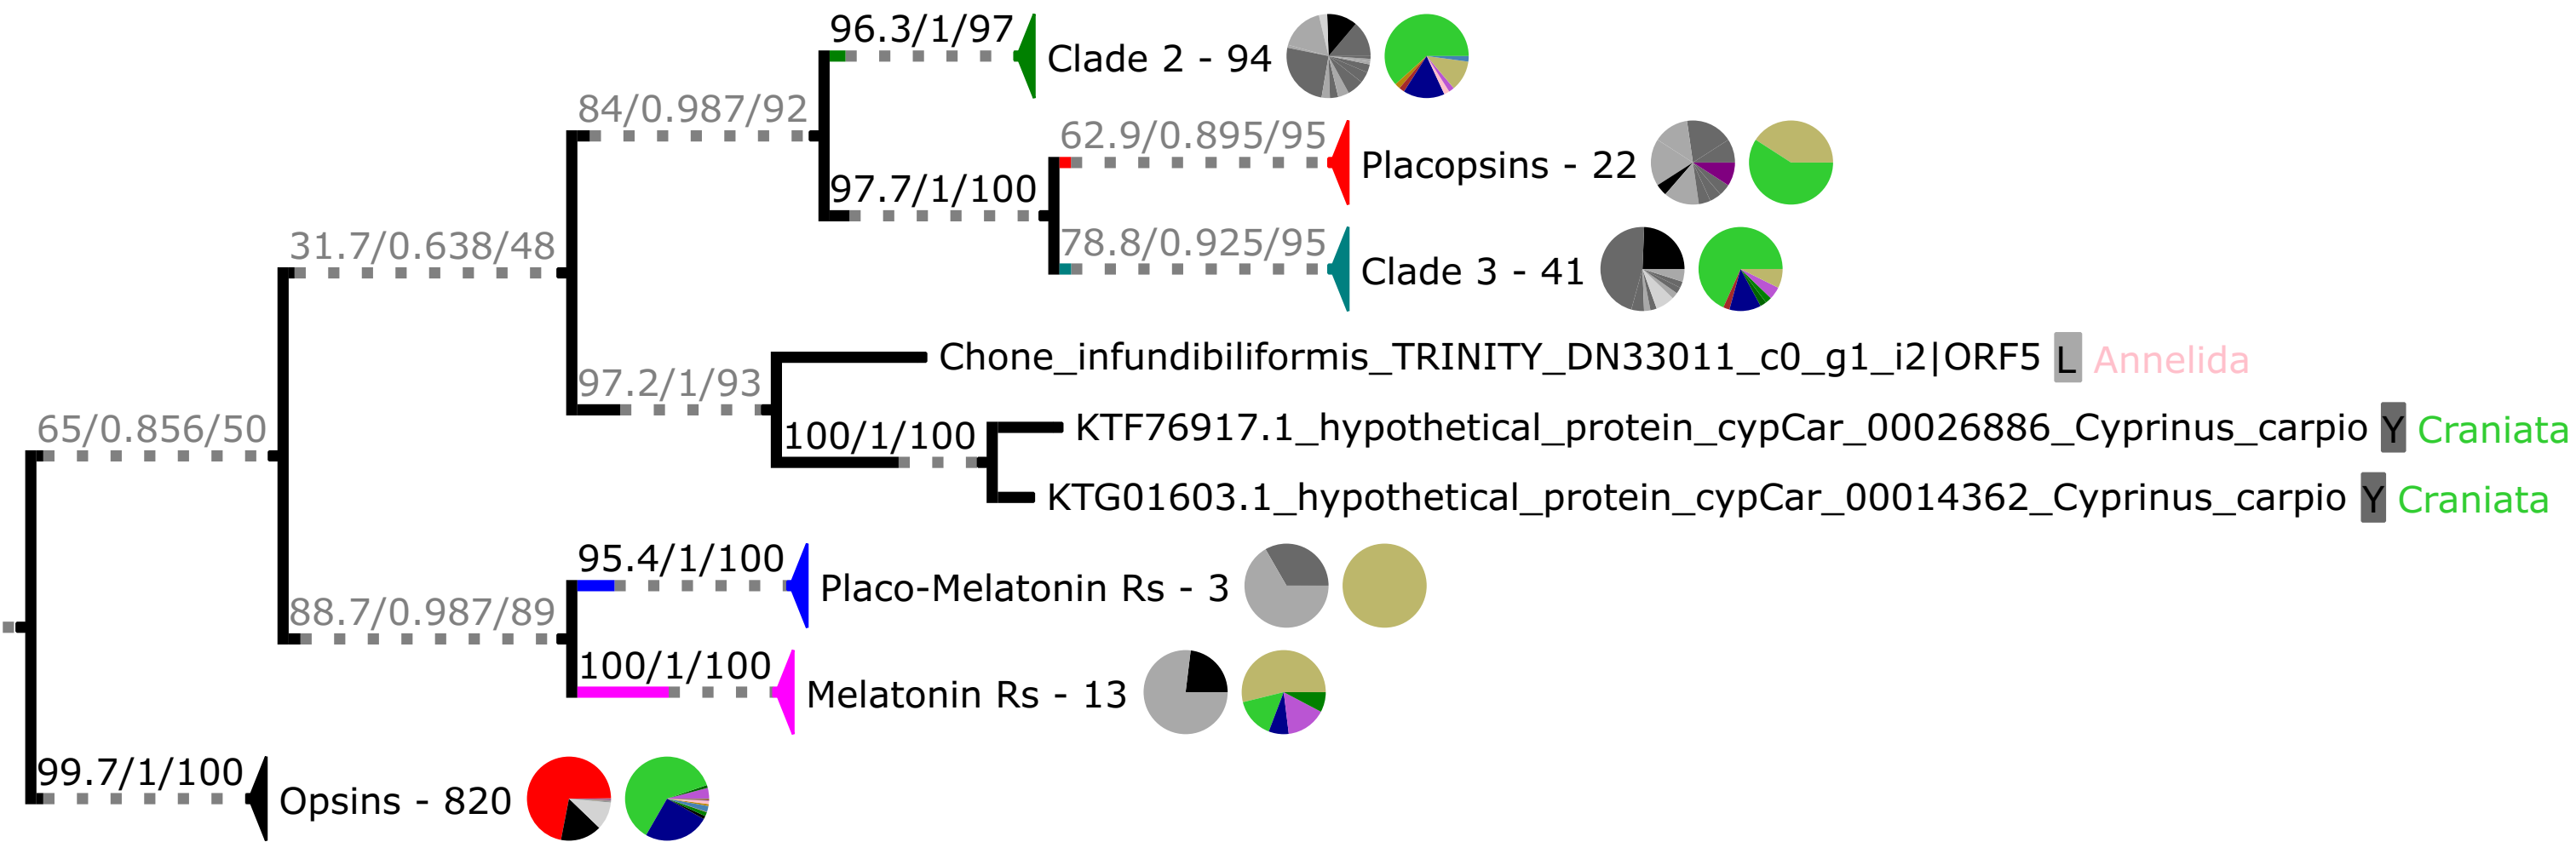 96.3/1/97
Clade 2 - 94
84/0.987/92
62.9/0.895/95
Placopsins - 22
97.7/1/100
78.8/0.925/95
Clade 3 - 41
31.7/0.638/48
Chone_infundibiliformis_TRINITY_DN33011_c0_g1_i2|ORF5 L Annelida
97.2/1/93
65/0.856/50
100/1/100
KTF76917.1_hypothetical_protein_cypCar_00026886_Cyprinus_carpio Y Craniata
KTG01603.1_hypothetical_protein_cypCar_00014362_Cyprinus_carpio Y Craniata
95.4/1/100
Placo-Melatonin Rs - 3
88.7/0.987/89
100/1/100
Melatonin Rs - 13
99.7/1/100
Opsins - 820